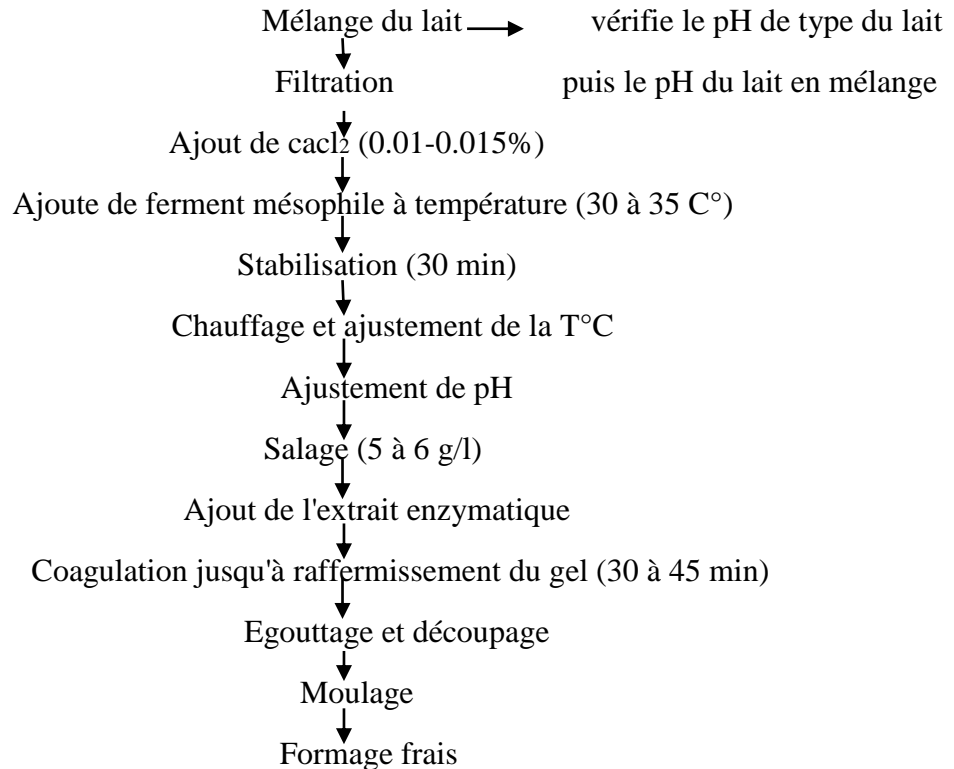 Mélange du lait vérifie le pH de type du lait
Filtration puis le pH du lait en mélange
Ajout de cacl2 (0.01-0.015%)
Ajoute de ferment mésophile à température (30 à 35 C°)
Stabilisation (30 min)
Chauffage et ajustement de la T°C
Ajustement de pH
Salage (5 à 6 g/l)
Ajout de l'extrait enzymatique
Coagulation jusqu'à raffermissement du gel (30 à 45 min)
Egouttage et découpage
Moulage
Formage frais